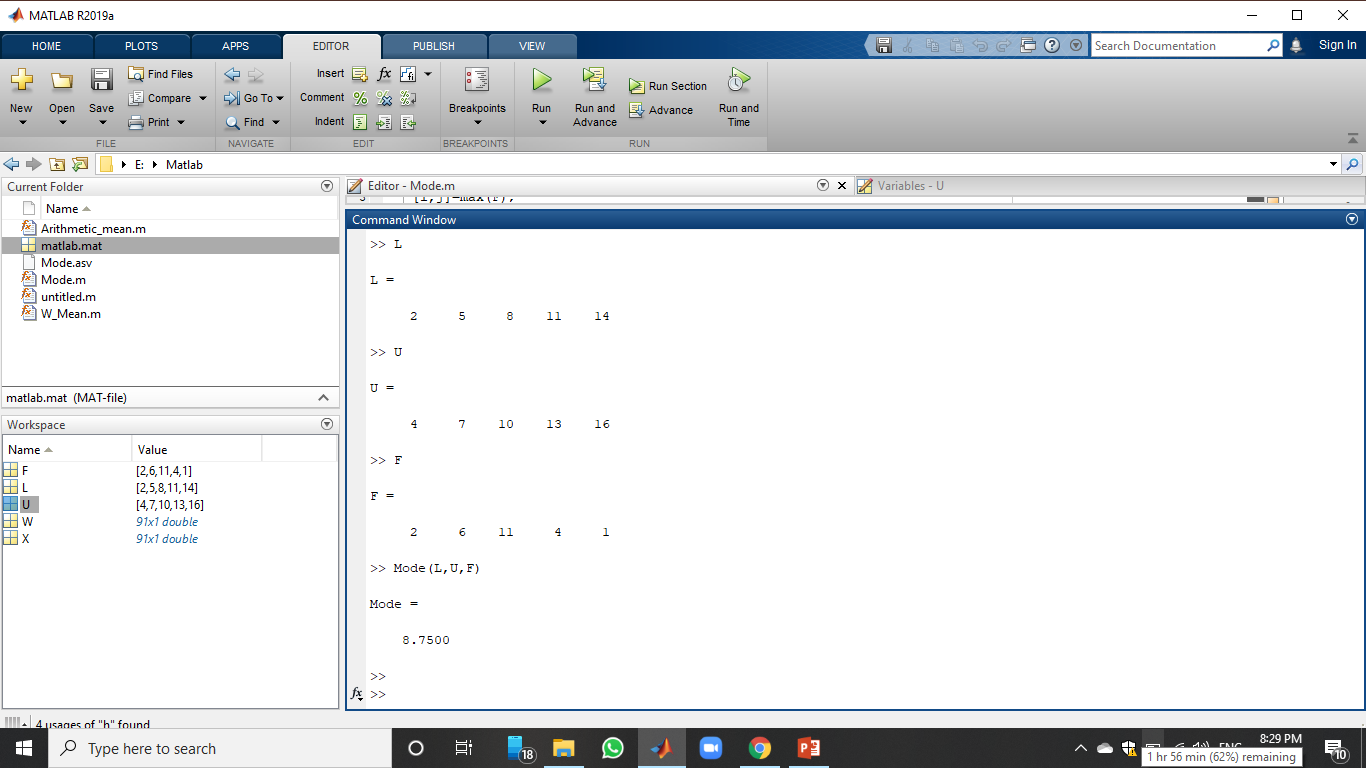 MATLAB R2019a
HOME PLOTS APPS EDITOR PUBLISH VIEW Search Documentation Sign In
New Open Save Find Files Compare Print Go To Find Insert fx Comment Indent Breakpoints Run Run and Advance Run Section Advance Run and Time
FILE NAVIGATE EDIT BREAKPOINTS RUN
E: Matlab
Current Folder
Name
Arithmetic_mean.m
matlab.mat
Mode.asv
Mode.m
untitled.m
W_Mean.m
matlab.mat (MAT-file)
Workspace
Name Value
F [2,6,11,4,1]
L [2,5,8,11,14]
U [4,7,10,13,16]
W 91x1 double
X 91x1 double
Editor - Mode.m Variables - U
[i,j]=max(F);
Command Window
>> L
L =
2 5 8 11 14
>> U
U =
4 7 10 13 16
>> F
F =
2 6 11 4 1
>> Mode(L,U,F)
Mode =
8.7500
>>
fx >>
4 usages of "h" found
Type here to search
18
8:29 PM
ENG
1 hr 56 min (62%) remaining
10